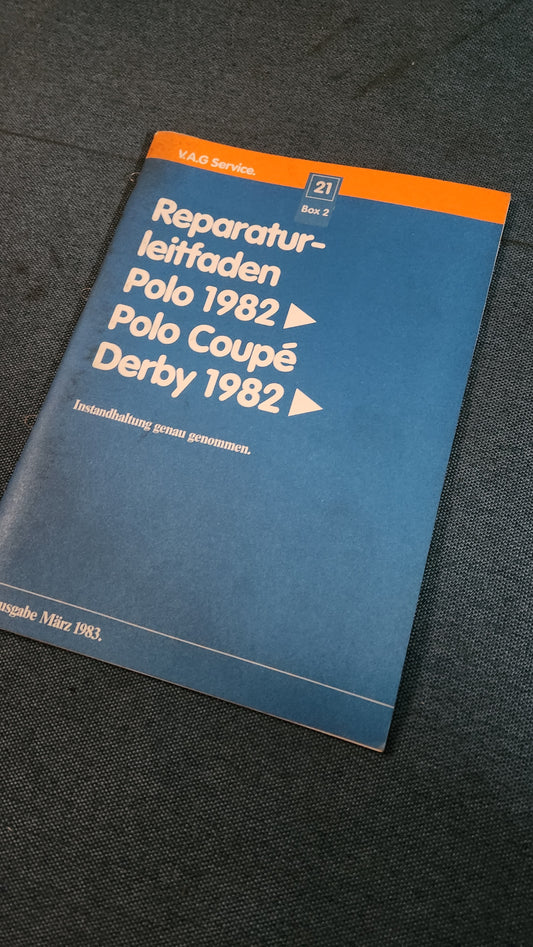 V.A.G Service.
21
Box 2
Reparatur-
leitfaden
Polo 1982 ▶
Polo Coupé
Derby 1982 ▶
Instandhaltung genau genommen.
usgabe März 1983.